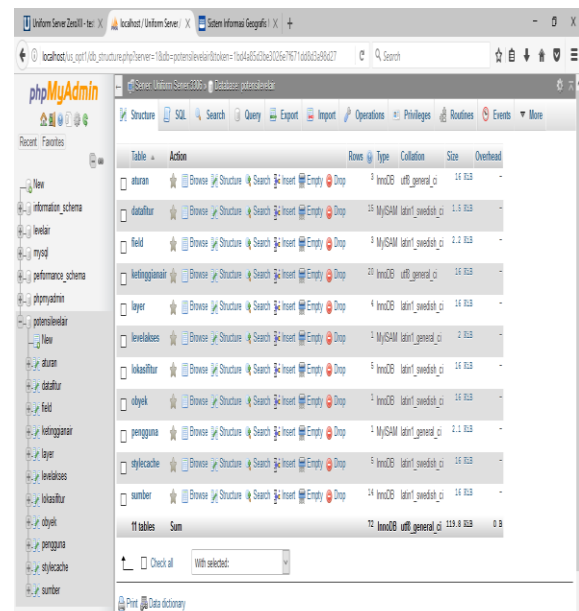 Uniform Server ZeroXIII - tes
localhost / Uniform Server /
Sistem Informasi Geografis
localhost/us_opt1/db_structure.php?server=1&db=potensilevelair&token=1bd4a85d3be3026e7f671dd8d3a98d27
Search
phpMyAdmin
Recent Favorites
New
information_schema
levelair
mysql
performance_schema
phpmyadmin
potensilevelair
New
aturan
datafitur
field
ketinggianair
layer
levelakses
lokasifitur
obyek
pengguna
stylecache
sumber
Server: Uniform Server:3306 » Database: potensilevelair
Structure SQL Search Query Export Import Operations Privileges Routines Events More
Table Action Rows Type Collation Size Overhead
aturan Browse Structure Search Insert Empty Drop 3 InnoDB utf8_general_ci 16 KiB -
datafitur Browse Structure Search Insert Empty Drop 15 MyISAM latin1_swedish_ci 1.5 KiB -
field Browse Structure Search Insert Empty Drop 3 MyISAM latin1_swedish_ci 2.2 KiB -
ketinggianair Browse Structure Search Insert Empty Drop 20 InnoDB utf8_general_ci 16 KiB -
layer Browse Structure Search Insert Empty Drop 4 InnoDB latin1_swedish_ci 16 KiB -
levelakses Browse Structure Search Insert Empty Drop 1 MyISAM latin1_general_ci 2 KiB -
lokasifitur Browse Structure Search Insert Empty Drop 5 InnoDB latin1_swedish_ci 16 KiB -
obyek Browse Structure Search Insert Empty Drop 1 InnoDB latin1_swedish_ci 16 KiB -
pengguna Browse Structure Search Insert Empty Drop 1 MyISAM latin1_general_ci 2.1 KiB -
stylecache Browse Structure Search Insert Empty Drop 5 InnoDB latin1_swedish_ci 16 KiB -
sumber Browse Structure Search Insert Empty Drop 14 InnoDB latin1_swedish_ci 16 KiB -
11 tables Sum 72 InnoDB utf8_general_ci 119.8 KiB 0 B
Check all With selected:
Print Data dictionary